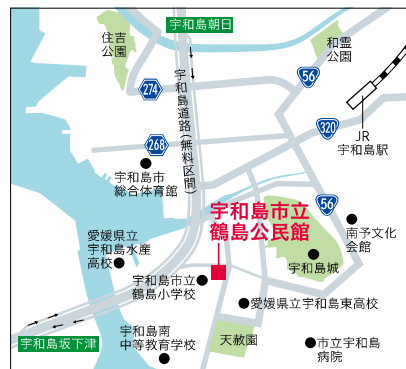 宇和島朝日
住吉
公園
和霊
公園
56
274
宇和島道路(無料区間)
320
JR
宇和島駅
268
宇和島市
総合体育館
56
宇和島市立
鶴島公民館
南予文化
会館
愛媛県立
宇和島水産
高校
宇和島城
宇和島市立
鶴島小学校
愛媛県立宇和島東高校
宇和島坂下津
宇和島南
中等教育学校
天赦園
市立宇和島
病院